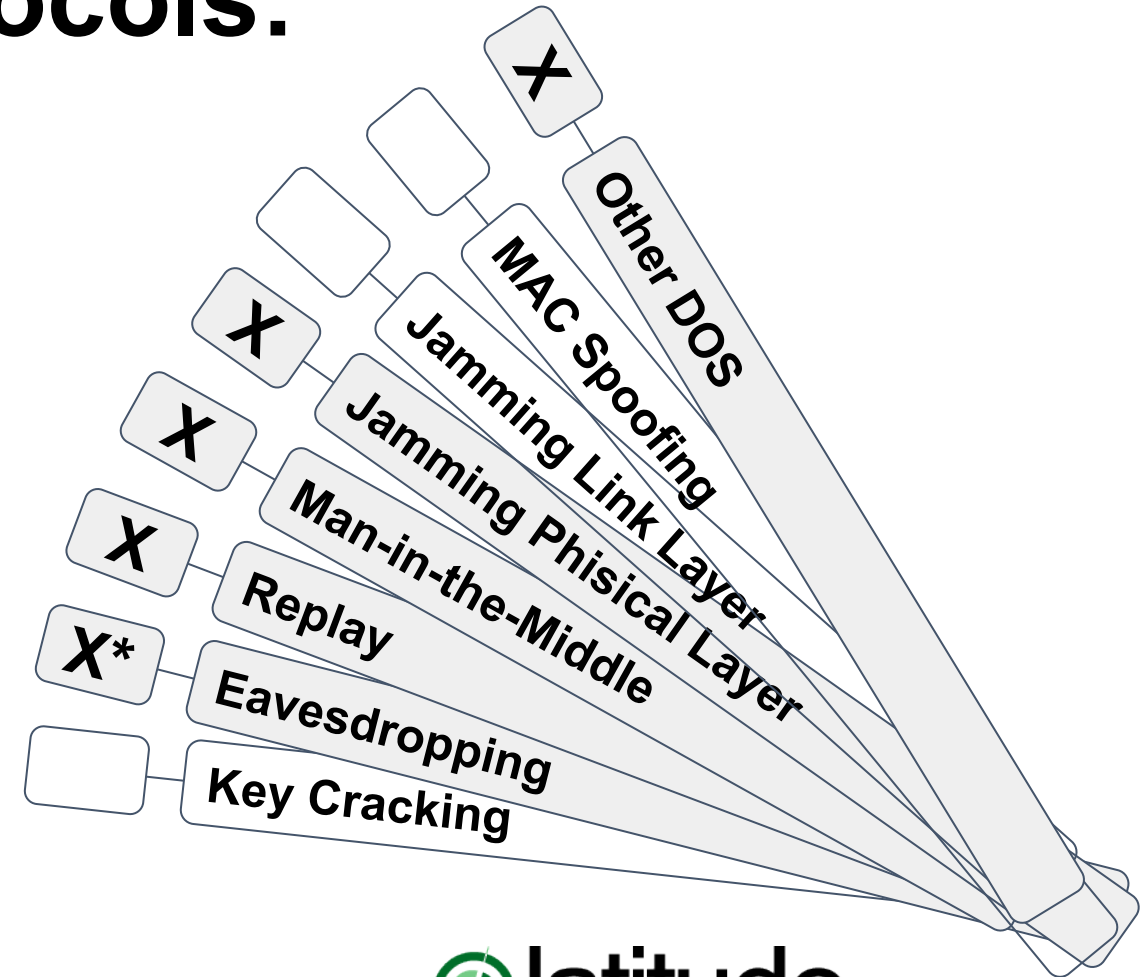 X
Other DOS
MAC Spoofing
Jamming Link Layer
X
Jamming Phisical Layer
X
Man-in-the-Middle
X
Replay
X*
Eavesdropping
Key Cracking